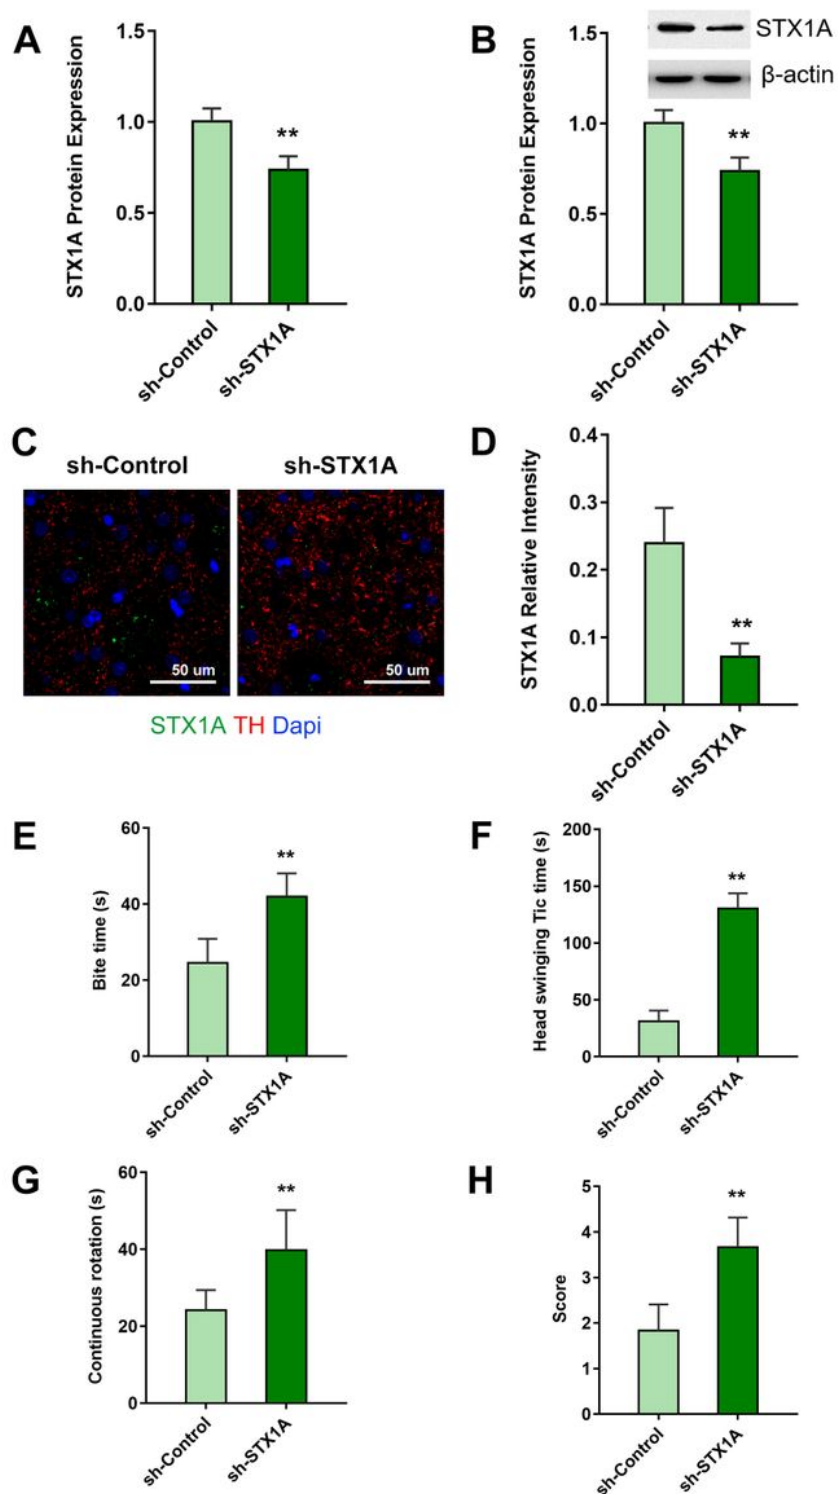 A
STX1A Protein Expression
1.5
1.0
0.5
0.0
**
sh-Control
sh-STX1A
B
STX1A Protein Expression
1.5
1.0
0.5
0.0
**
STX1A
β-actin
sh-Control
sh-STX1A
C
sh-Control
sh-STX1A
50 um
50 um
STX1A TH Dapi
D
STX1A Relative Intensity
0.4
0.3
0.2
0.1
0.0
**
sh-Control
sh-STX1A
E
Bite time (s)
60
40
20
0
**
sh-Control
sh-STX1A
F
Head swinging Tic time (s)
200
150
100
50
0
**
sh-Control
sh-STX1A
G
Continuous rotation (s)
60
40
20
0
**
sh-Control
sh-STX1A
H
Score
5
4
3
2
1
0
**
sh-Control
sh-STX1A